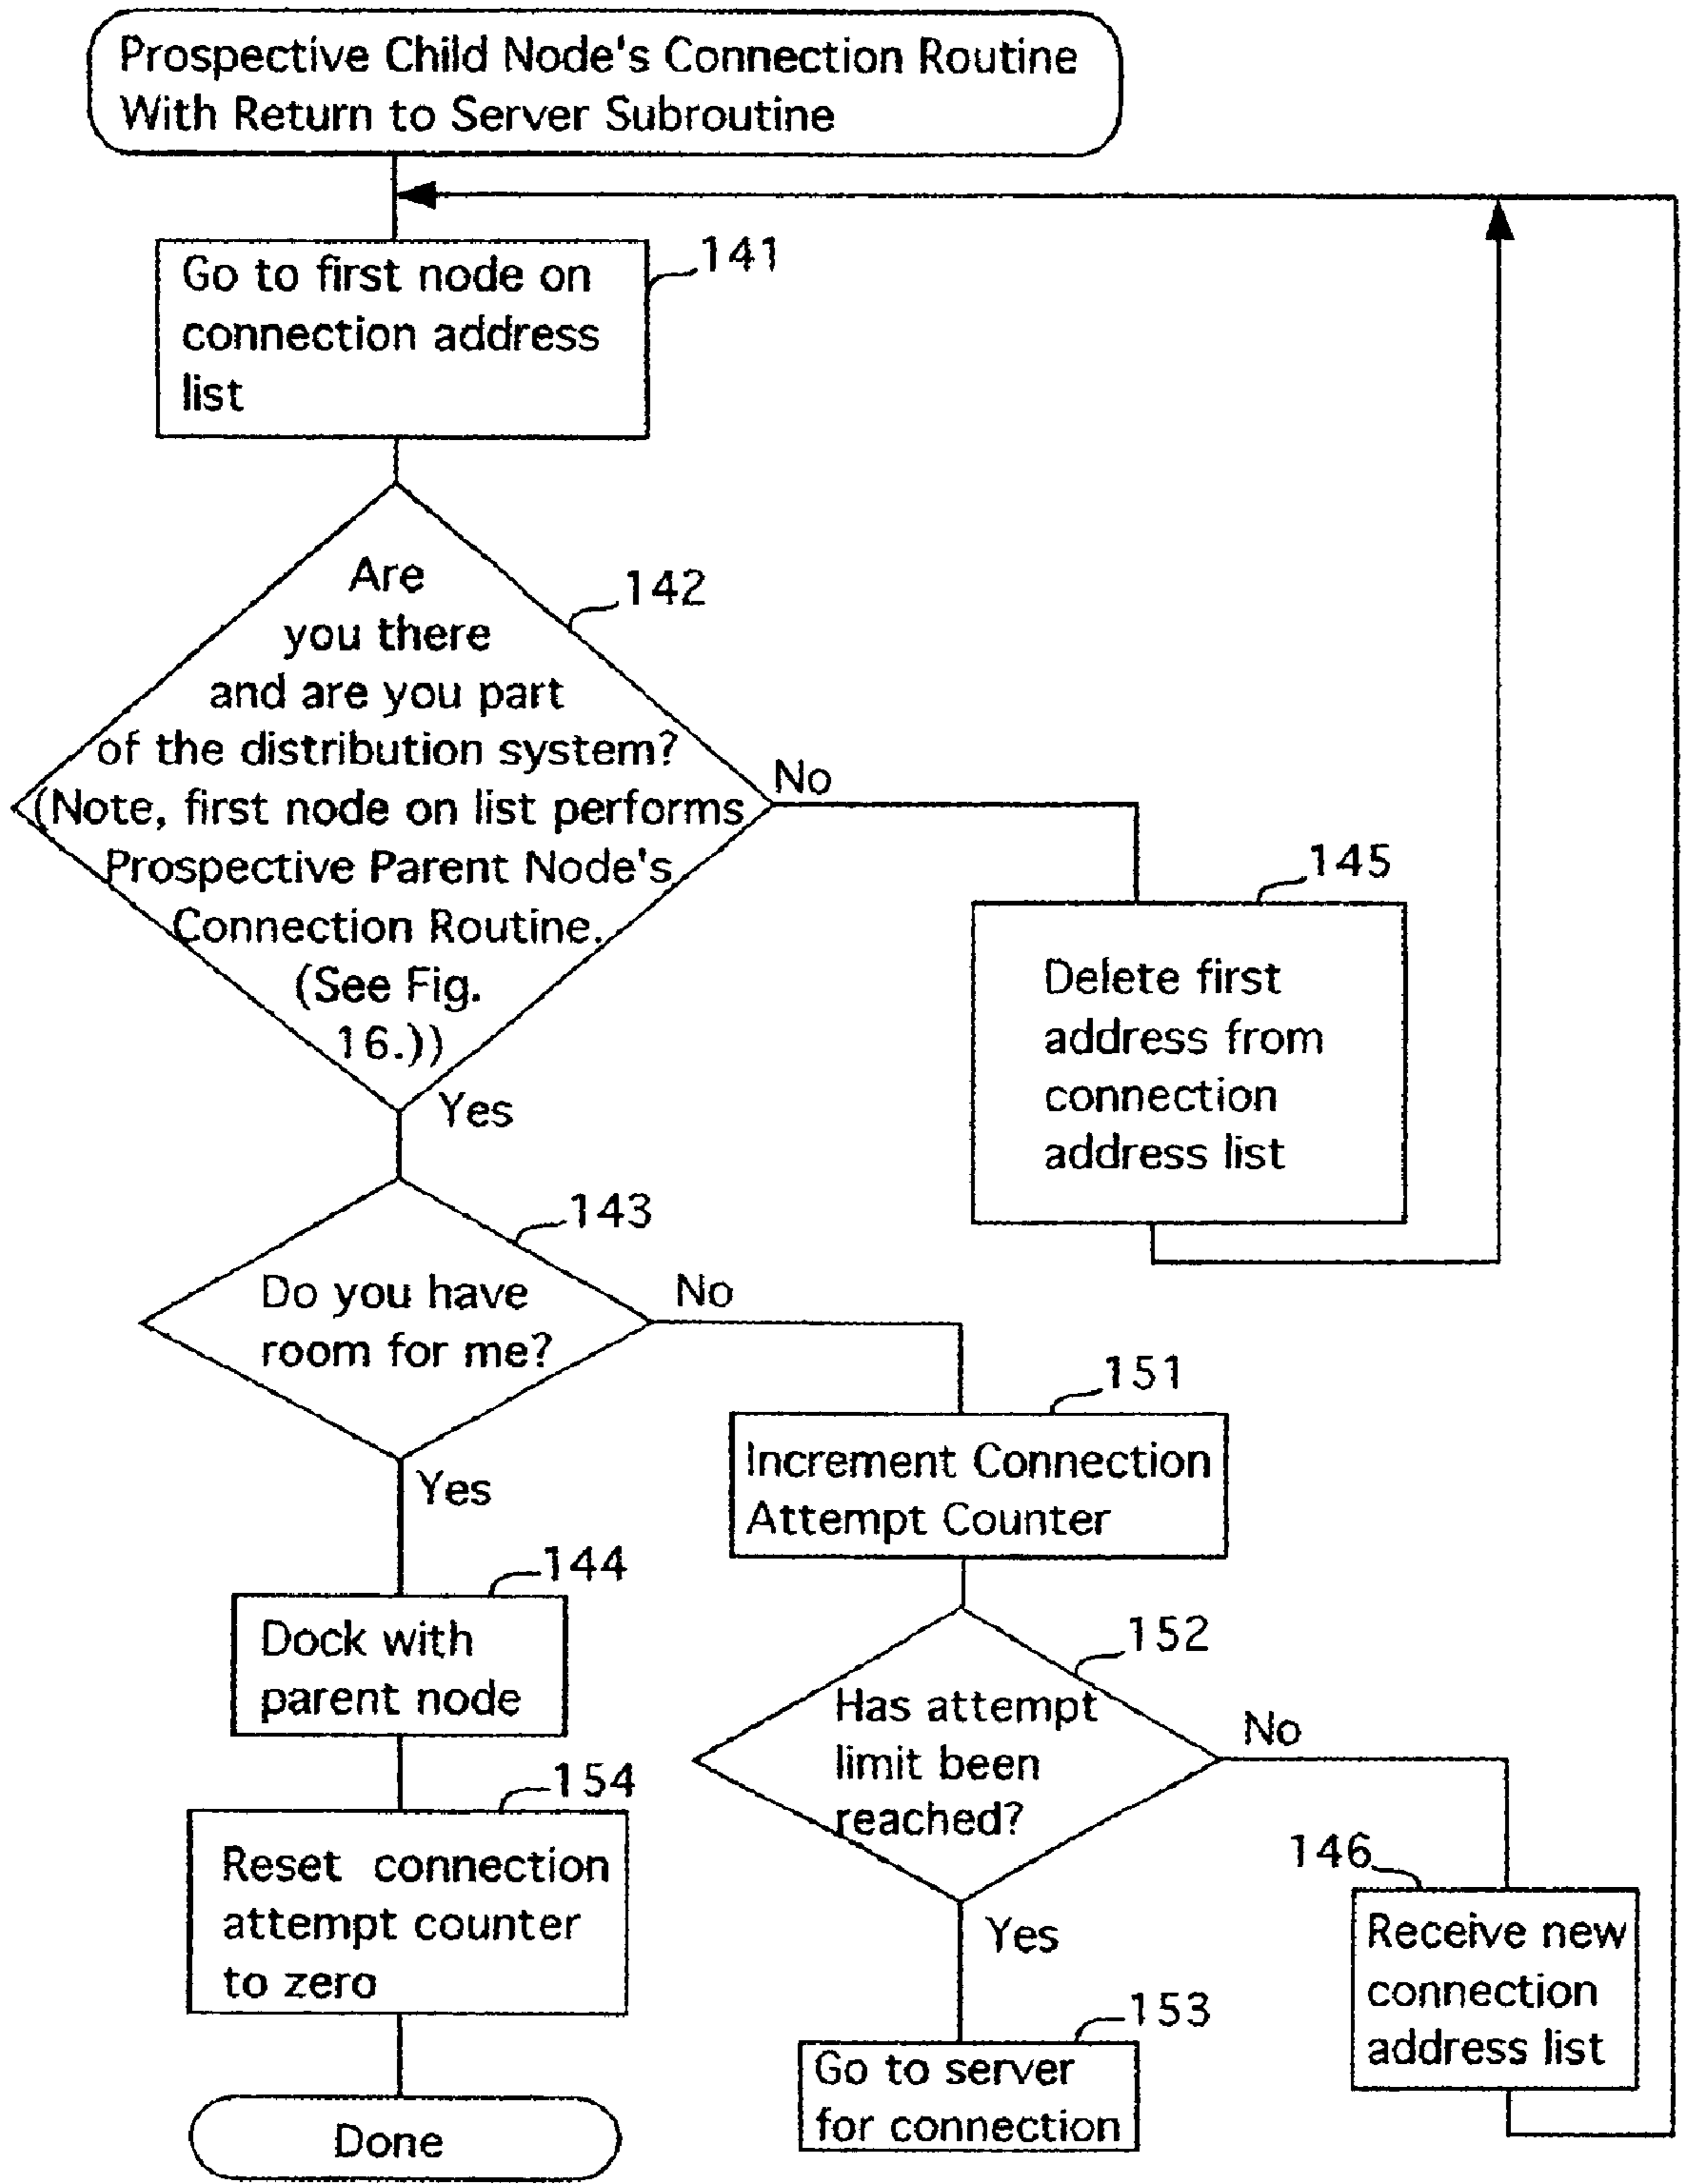 Prospective Child Node's Connection Routine
With Return to Server Subroutine
141
Go to first node on
connection address
list
142
Are
you there
and are you part
of the distribution system?
(Note, first node on list performs
Prospective Parent Node's
Connection Routine.
(See Fig.
16.))
No
Yes
145
Delete first
address from
connection
address list
143
Do you have
room for me?
No
Yes
151
Increment Connection
Attempt Counter
144
Dock with
parent node
152
Has attempt
limit been
reached?
No
Yes
154
Reset connection
attempt counter
to zero
146
Receive new
connection
address list
153
Go to server
for connection
Done